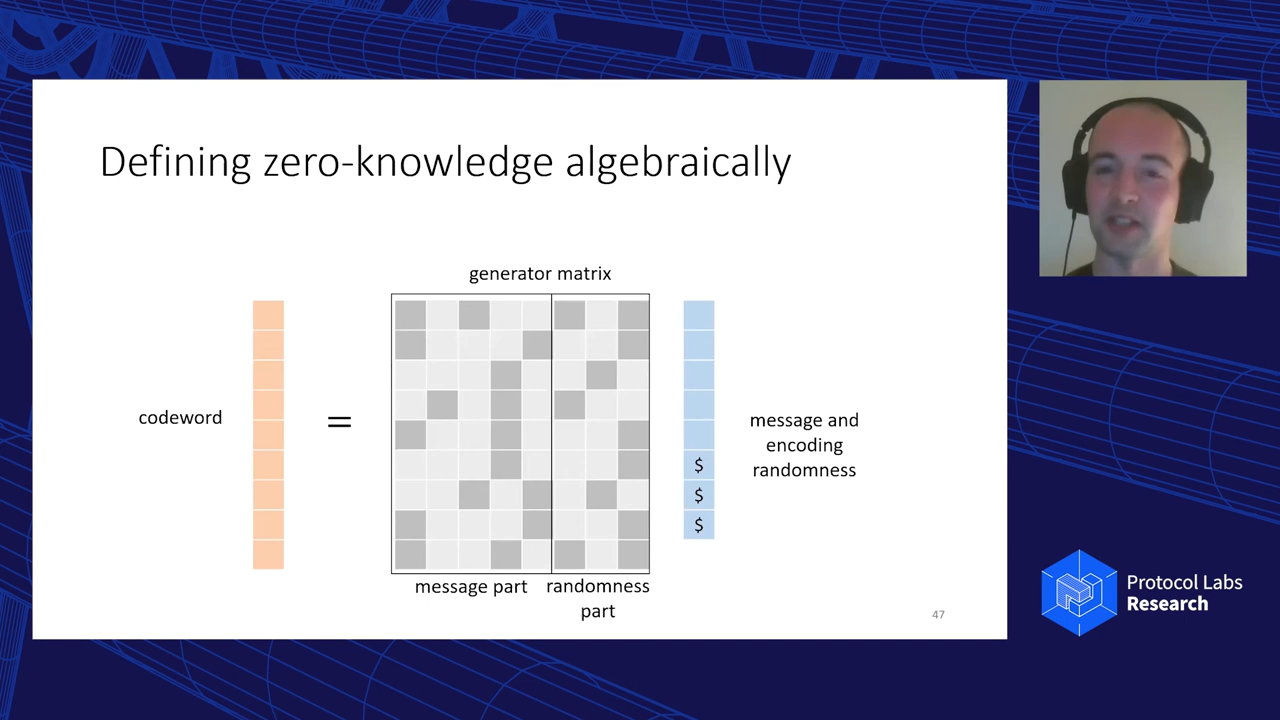 Defining zero-knowledge algebraically
generator matrix
codeword
=
message and
encoding
randomness
$
$
$
message part
randomness
part
47
Protocol Labs
Research